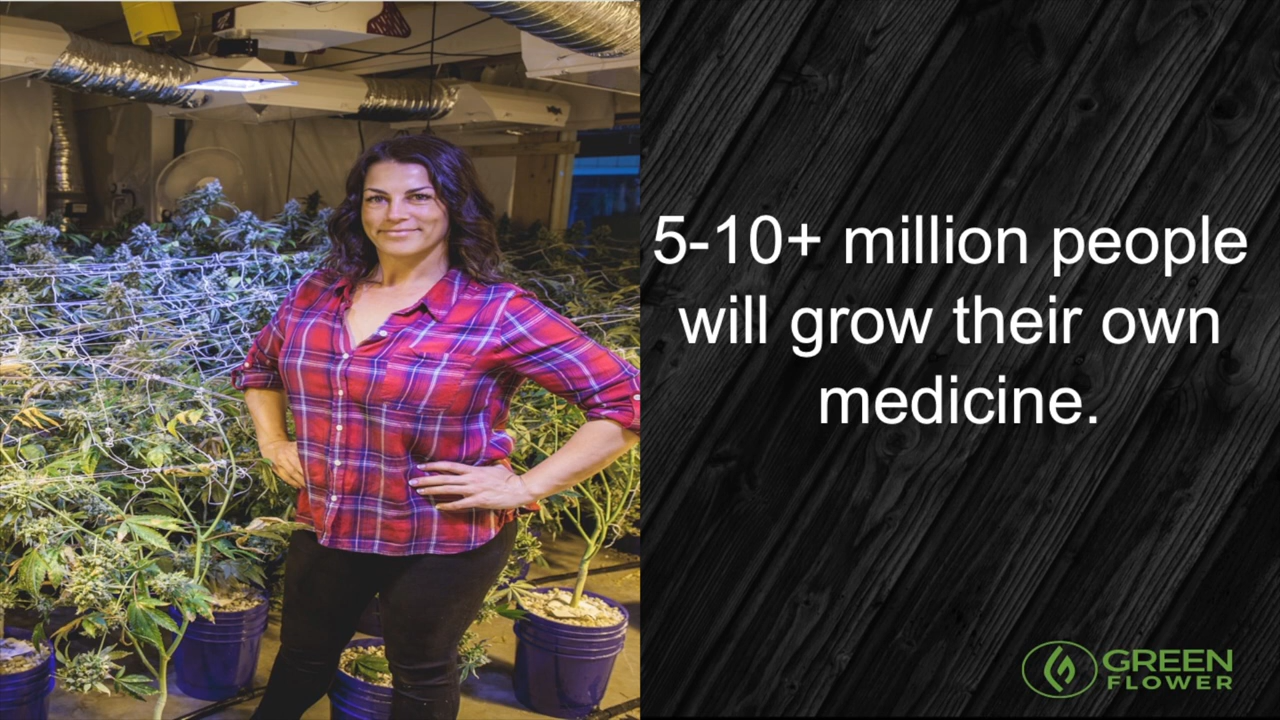 5-10+ million people
will grow their own
medicine.
GREEN
FLOWER